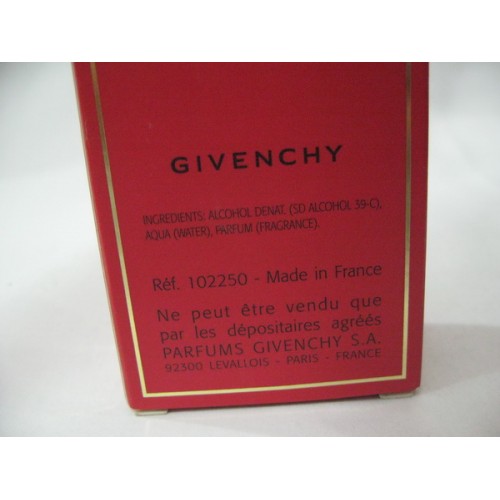 GIVENCHY
INGREDIENTS: ALCOHOL DENAT. (SD ALCOHOL 39-C),
AQUA (WATER), PARFUM (FRAGRANCE).
Réf. 102250 - Made in France
Ne peut être vendu que
par les dépositaires agréés
PARFUMS GIVENCHY S.A.
92300 LEVALLOIS - PARIS - FRANCE